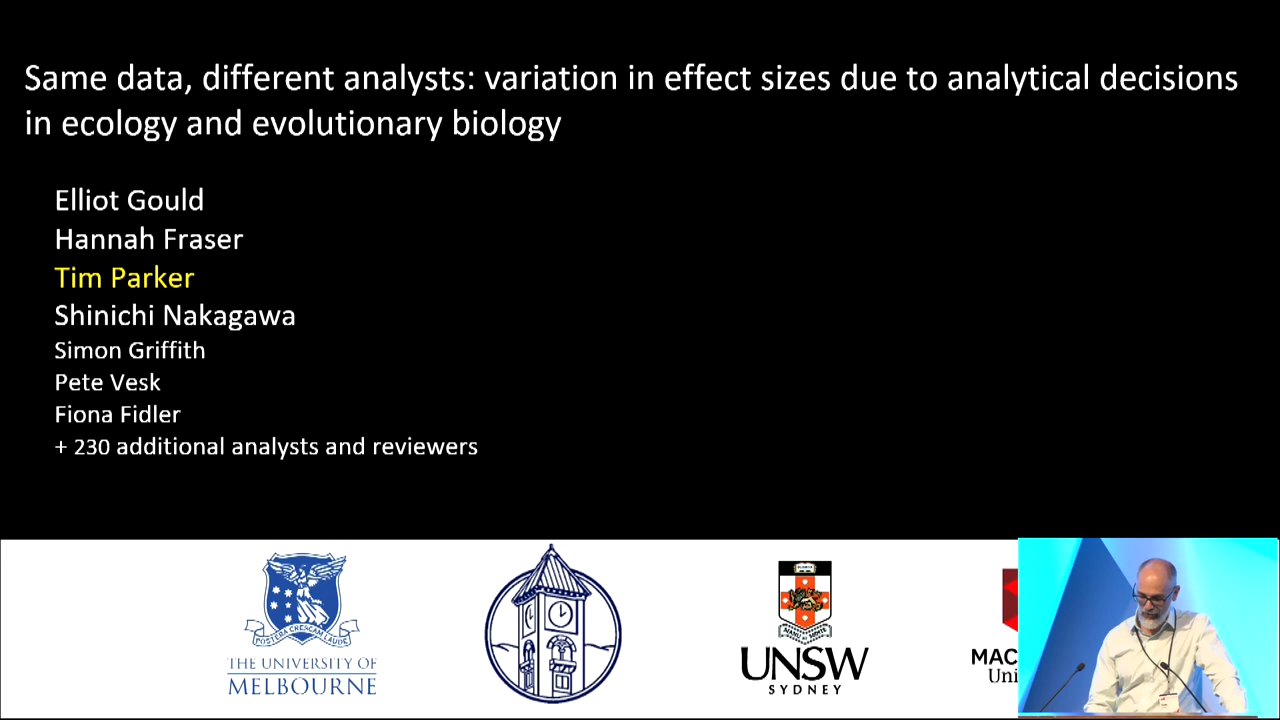 Same data, different analysts: variation in effect sizes due to analytical decisions
in ecology and evolutionary biology
Elliot Gould
Hannah Fraser
Tim Parker
Shinichi Nakagawa
Simon Griffith
Pete Vesk
Fiona Fidler
+ 230 additional analysts and reviewers
POSTERA CRESCAM LAUDE
THE UNIVERSITY OF
MELBOURNE
UNSW
SYDNEY
MAC
Uni